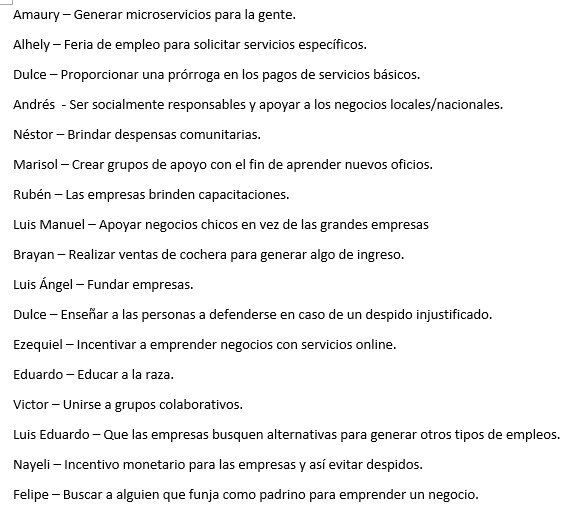 Amaury – Generar microservicios para la gente.
Alhely – Feria de empleo para solicitar servicios específicos.
Dulce – Proporcionar una prórroga en los pagos de servicios básicos.
Andrés  - Ser socialmente responsables y apoyar a los negocios locales/nacionales.
Néstor – Brindar despensas comunitarias.
Marisol – Crear grupos de apoyo con el fin de aprender nuevos oficios.
Rubén – Las empresas brinden capacitaciones.
Luis Manuel – Apoyar negocios chicos en vez de las grandes empresas
Brayan – Realizar ventas de cochera para generar algo de ingreso.
Luis Ángel – Fundar empresas.
Dulce – Enseñar a las personas a defenderse en caso de un despido injustificado.
Ezequiel – Incentivar a emprender negocios con servicios online.
Eduardo – Educar a la raza.
Victor – Unirse a grupos colaborativos.
Luis Eduardo – Que las empresas busquen alternativas para generar otros tipos de empleos.
Nayeli – Incentivo monetario para las empresas y así evitar despidos.
Felipe – Buscar a alguien que funja como padrino para emprender un negocio.